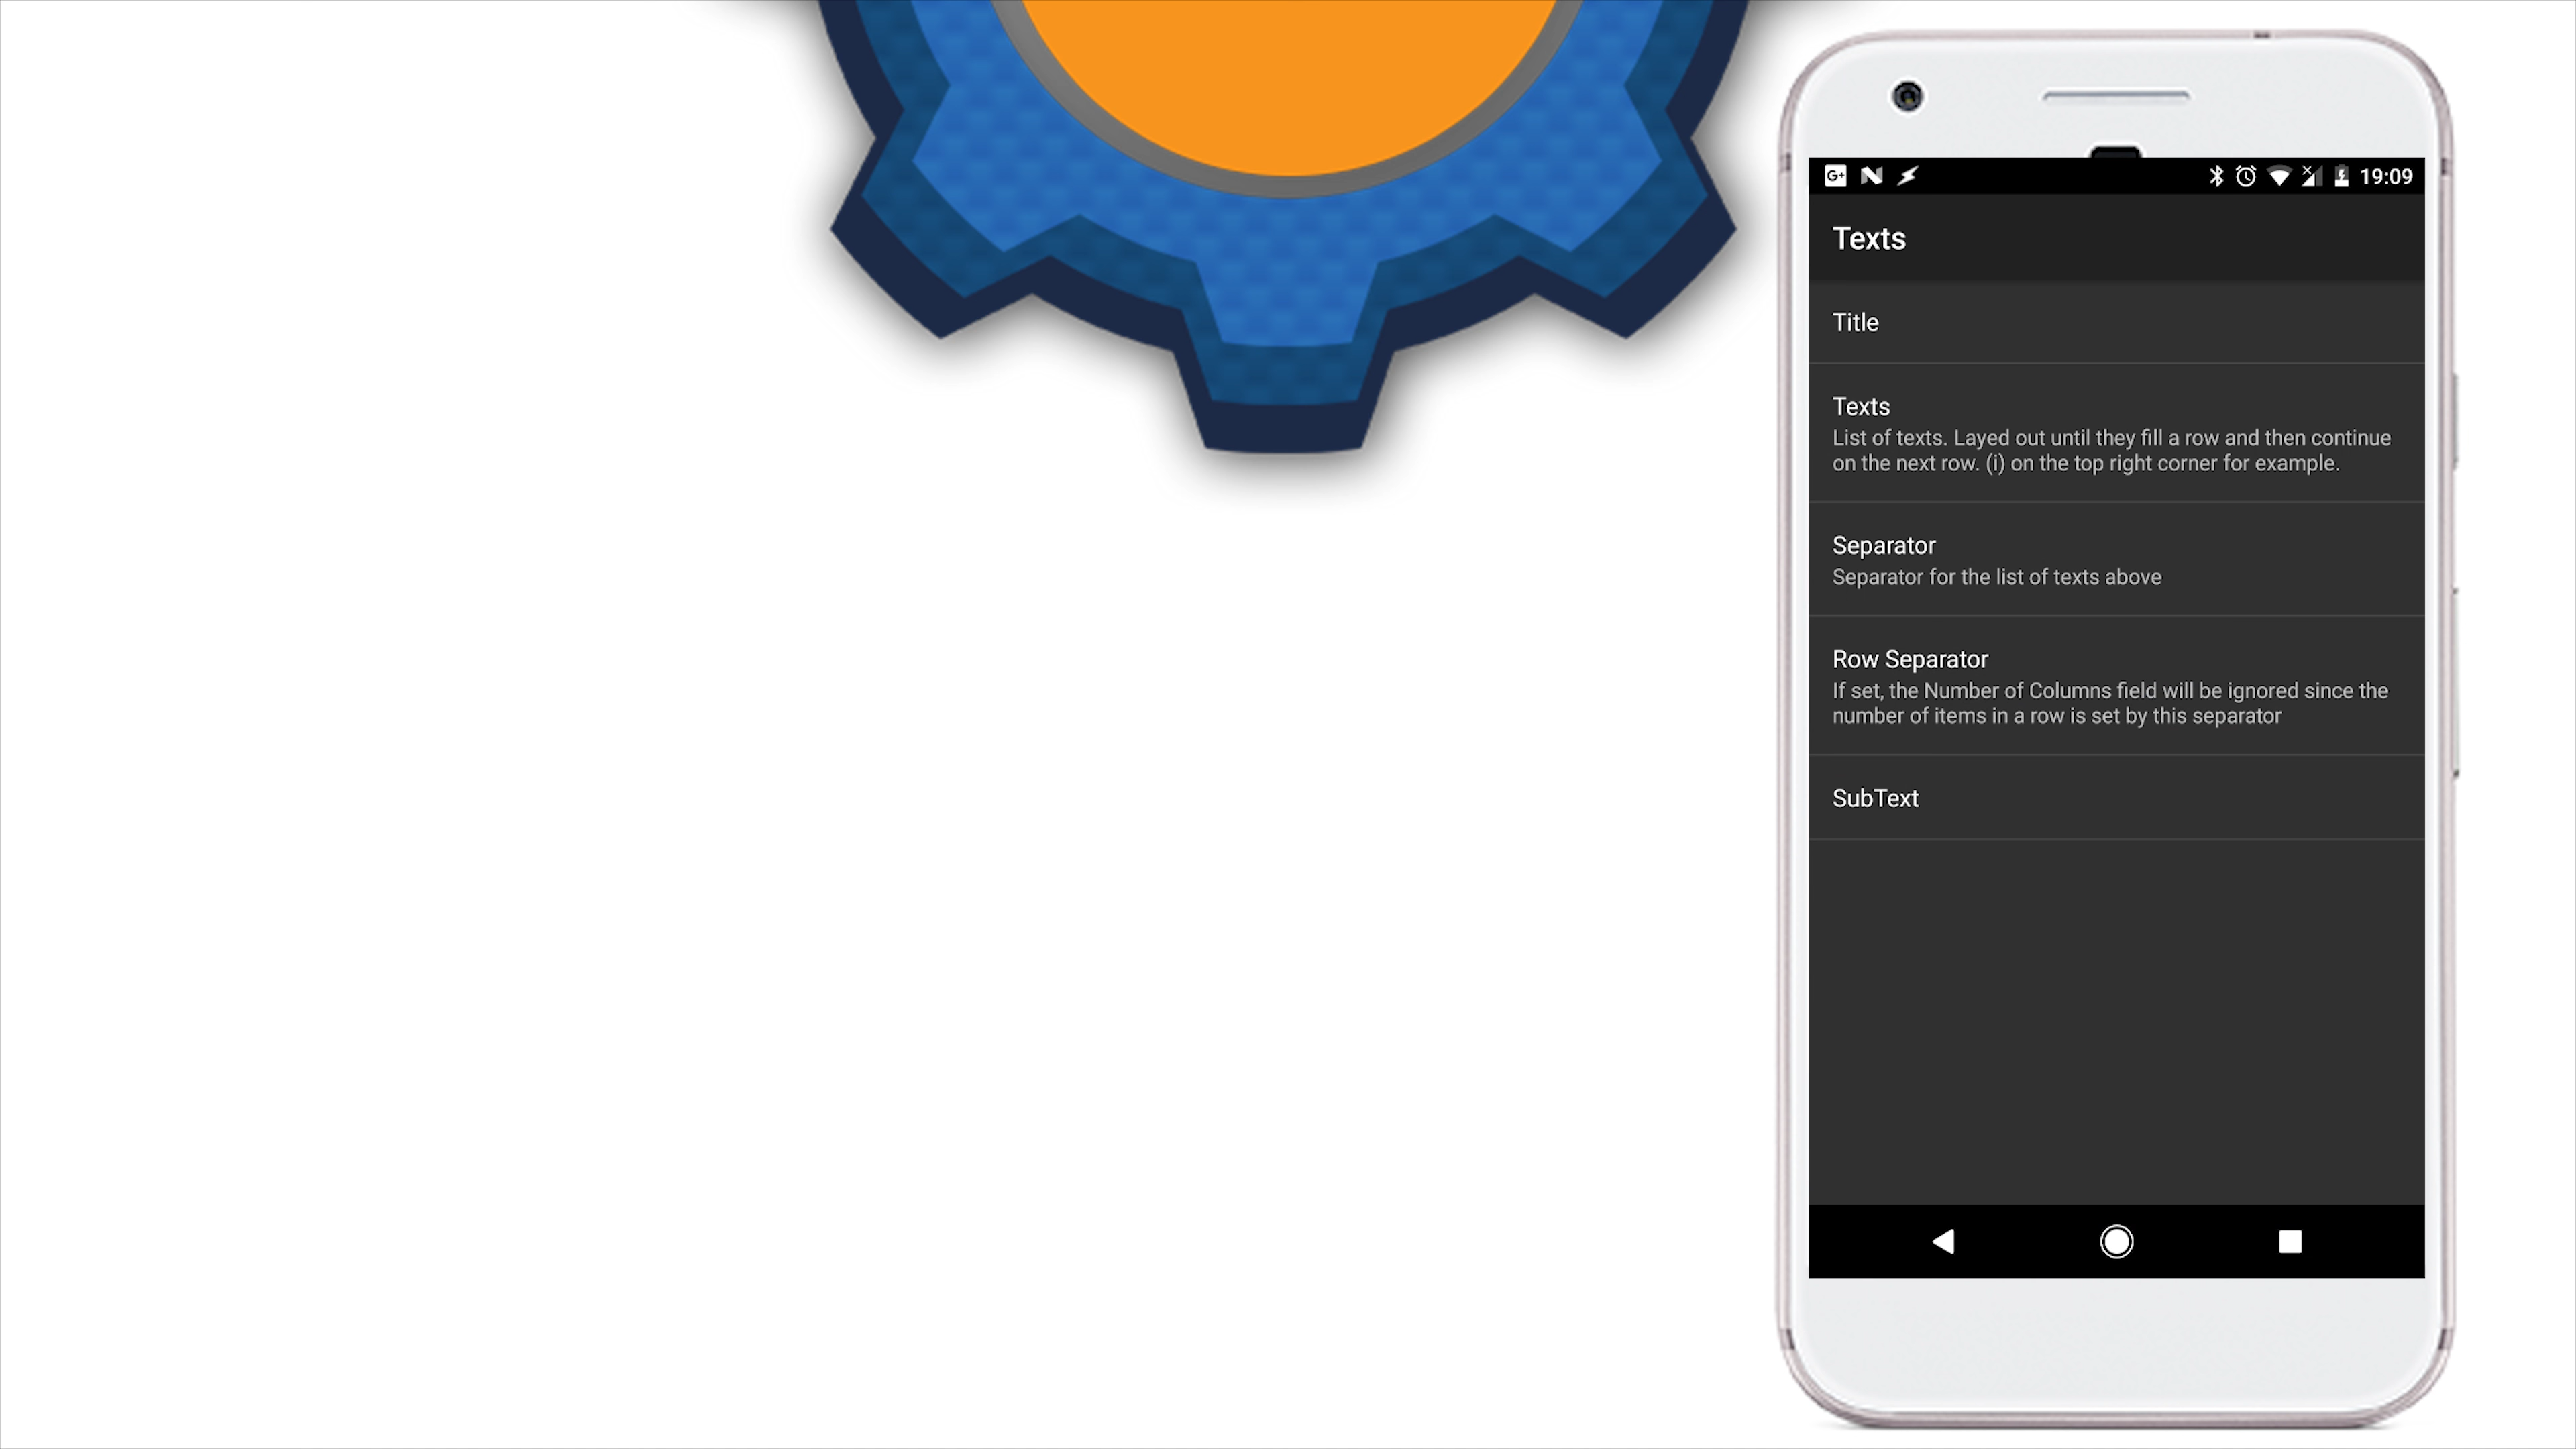 G+
19:09
Texts
Title
Texts
List of texts. Layed out until they fill a row and then continue
on the next row. (i) on the top right corner for example.
Separator
Separator for the list of texts above
Row Separator
If set, the Number of Columns field will be ignored since the
number of items in a row is set by this separator
SubText